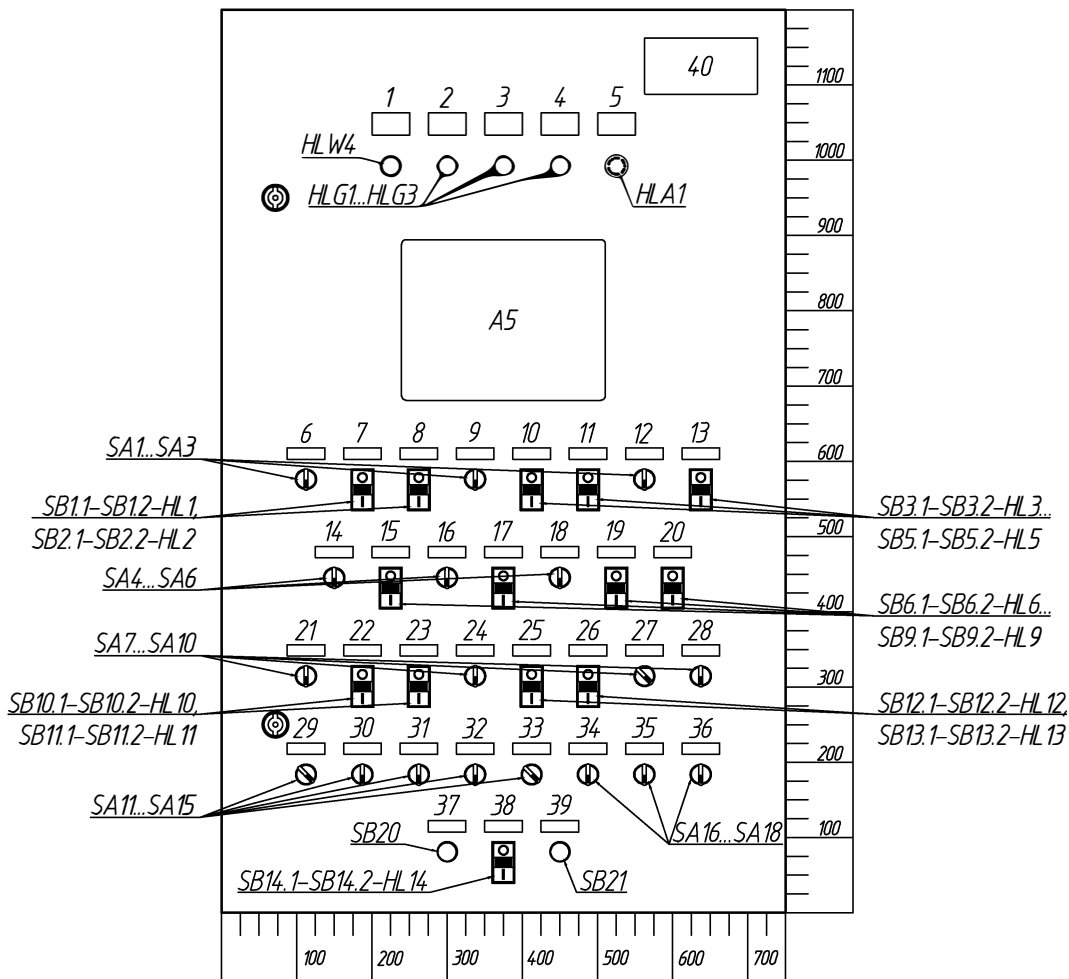 40
1100
1 2 3 4 5
HLW4
1000
HLG1...HLG3
HLA1
900
800
A5
700
6 7 8 9 10 11 12 13
SA1...SA3
600
SB1.1-SB1.2-HL1,
SB2.1-SB2.2-HL2
SB3.1-SB3.2-HL3...
SB5.1-SB5.2-HL5
500
14 15 16 17 18 19 20
SA4...SA6
400
SB6.1-SB6.2-HL6...
SB9.1-SB9.2-HL9
21 22 23 24 25 26 27 28
SA7...SA10
300
SB10.1-SB10.2-HL10,
SB11.1-SB11.2-HL11
SB12.1-SB12.2-HL12,
SB13.1-SB13.2-HL13
29 30 31 32 33 34 35 36
200
SA11...SA15
37 38 39
SA16...SA18
100
SB20
SB14.1-SB14.2-HL14
SB21
100 200 300 400 500 600 700